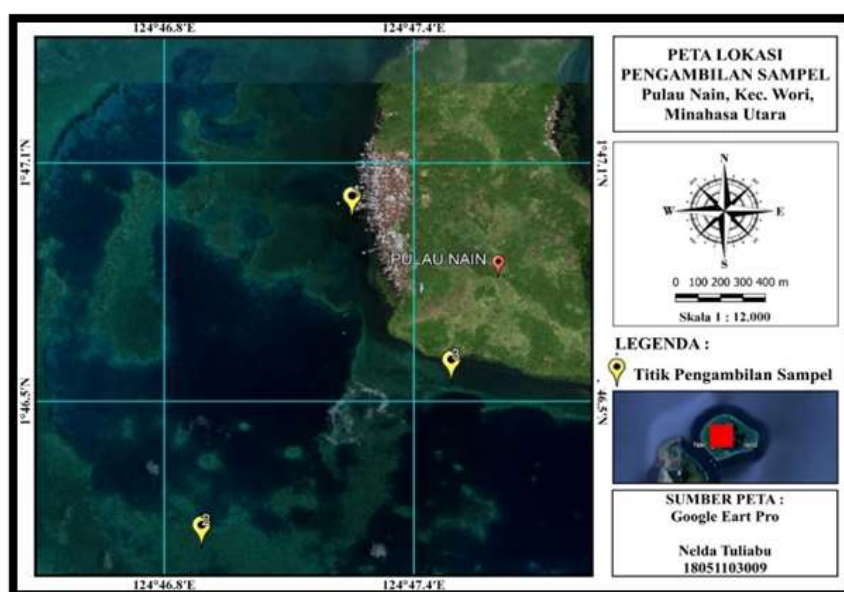 124°46.8'E 124°47.4'E
1°47.1'N
1°47.1'N
PULAU NAIN
1°46.5'N
46.5'N
124°46.8'E 124°47.4'E
PETA LOKASI
PENGAMBILAN SAMPEL
Pulau Nain, Kec. Wori,
Minahasa Utara
N
W E
S
0 100 200 300 400 m
Skala 1 : 12.000
LEGENDA :
Titik Pengambilan Sampel
SUMBER PETA :
Google Eart Pro
Nelda Tuliabu
18051103009